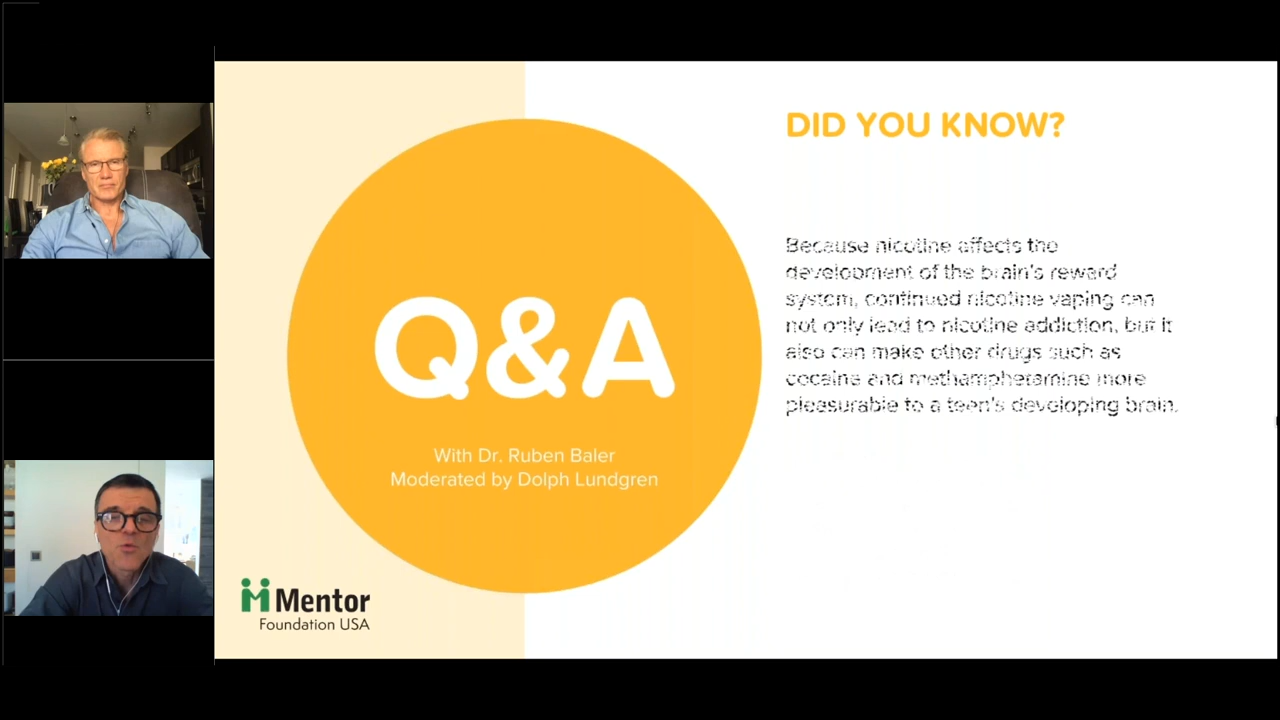 Q&A
With Dr. Ruben Baler
Moderated by Dolph Lundgren
Mentor
Foundation USA
DID YOU KNOW?
Because nicotine affects the
development of the brain's reward
system, continued nicotine vaping can
not only lead to nicotine addiction, but it
also can make other drugs such as
cocaine and methamphetamine more
pleasurable to a teen's developing brain.